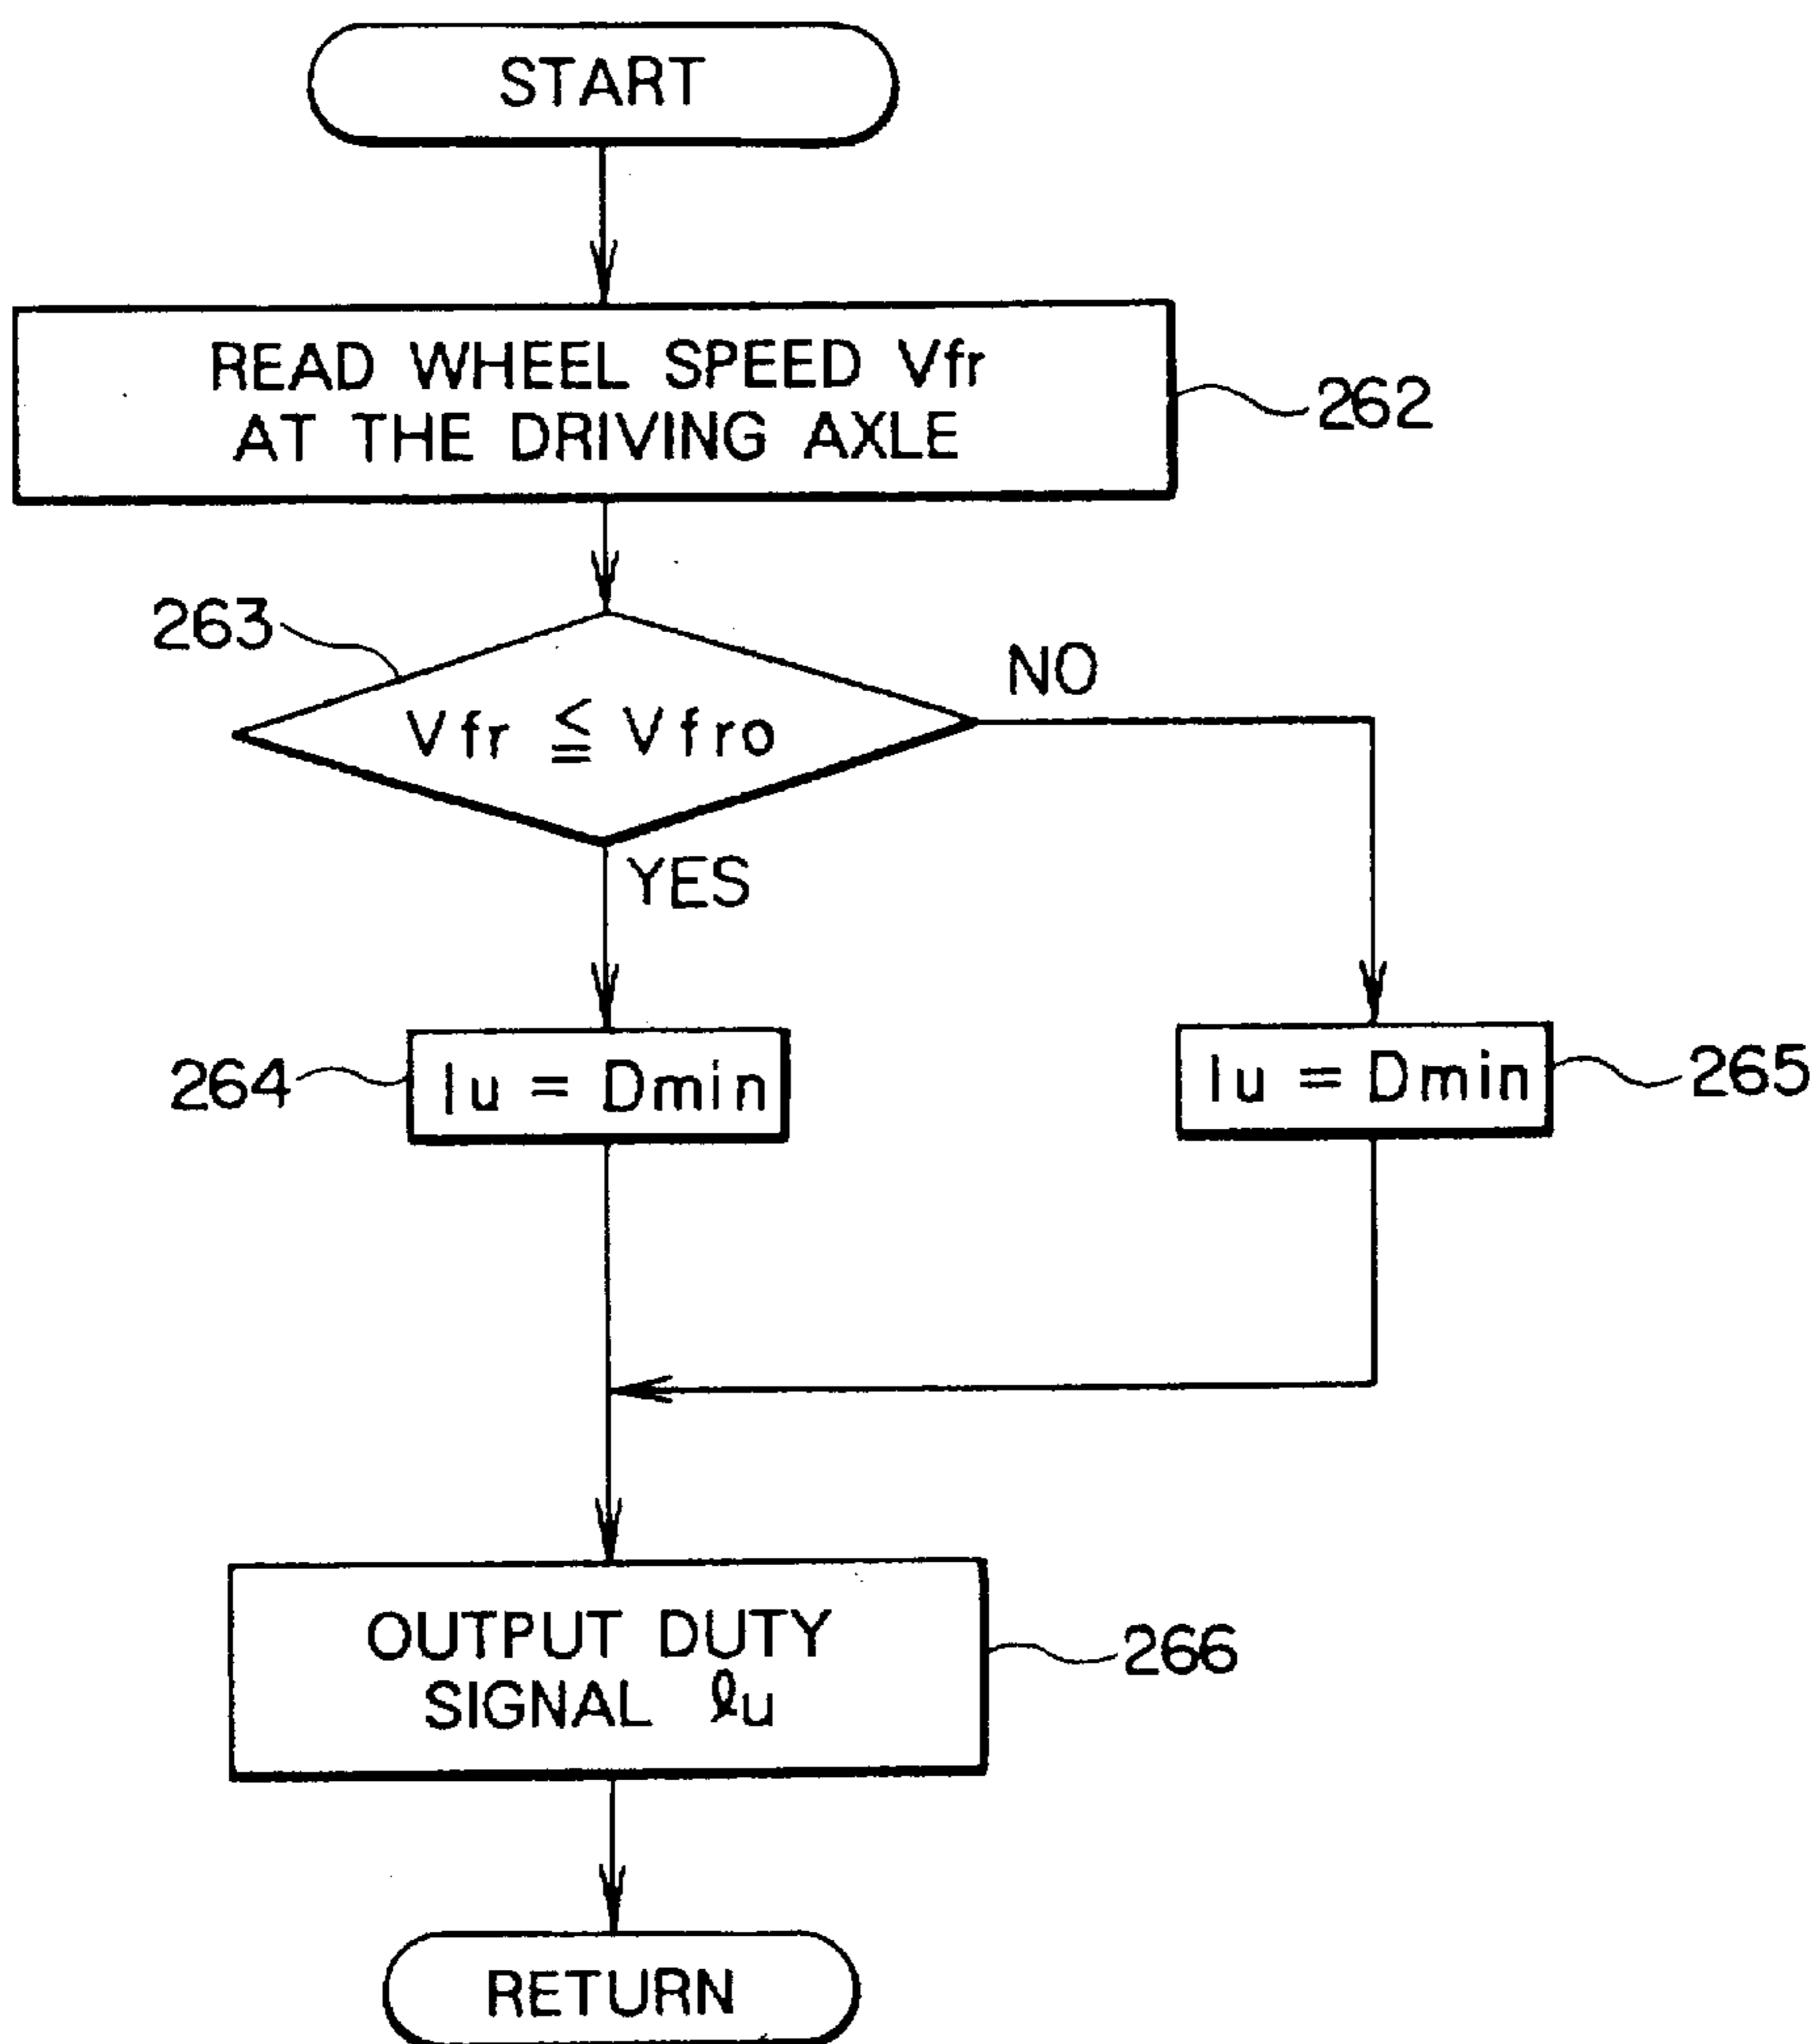 START
READ WHEEL SPEED Vfr
AT THE DRIVING AXLE
262
263
Vfr ≦ Vfro
NO
YES
264
Iu = Dmin
Iu = Dmin
265
OUTPUT DUTY
SIGNAL ℓu
266
RETURN